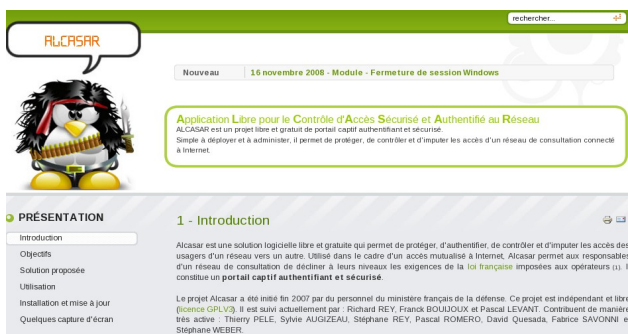 rechercher...
ALCASAR
Nouveau
16 novembre 2008 - Module - Fermeture de session Windows
Application Libre pour le Contrôle d'Accès Sécurisé et Authentifié au Réseau
ALCASAR est un projet libre et gratuit de portail captif authentifiant et sécurisé.
Simple à déployer et à administrer, il permet de protéger, de contrôler et d'imputer les accès d'un réseau de consultation connecté
à Internet.
PRÉSENTATION
Introduction
Objectifs
Solution proposée
Utilisation
Installation et mise à jour
Quelques capture d'écran
1 - Introduction
Alcasar est une solution logicielle libre et gratuite qui permet de protéger, d'authentifier, de contrôler et d'imputer les accès des
usagers d'un réseau vers un autre. Utilisé dans le cadre d'un accès mutualisé à Internet, Alcasar permet aux responsables
d'un réseau de consultation de décliner à leurs niveaux les exigences de la loi française imposées aux opérateurs (1). I
constitue un portail captif authentifiant et sécurisé.
Le projet Alcasar a été initié fin 2007 par du personnel du ministère français de la défense. Ce projet est indépendant et libre
(licence GPLV3). Il est suivi actuellement par : Richard REY, Franck BOUIJOUX et Pascal LEVANT. Contribuent de manière
très active : Thierry PELE, Sylvie AUGIZEAU, Stéphane REY, Pascal ROMERO, David Quesada, Fabrice SAVONNI e
Stéphane WEBER.